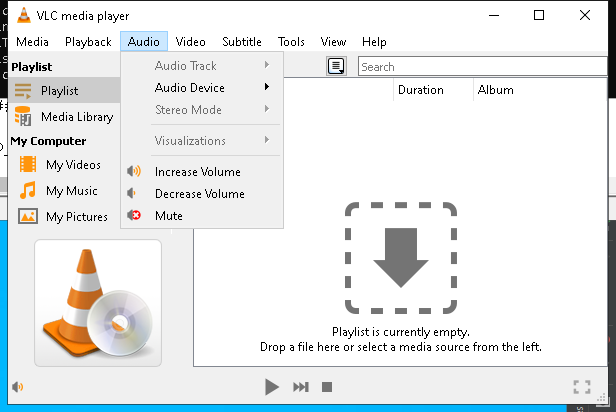 VLC media player
Media Playback Audio Video Subtitle Tools View Help
Playlist
Playlist
Media Library
My Computer
My Videos
My Music
My Pictures
Audio Track
Audio Device
Stereo Mode
Visualizations
Increase Volume
Decrease Volume
Mute
Search
Duration Album
Playlist is currently empty.
Drop a file here or select a media source from the left.